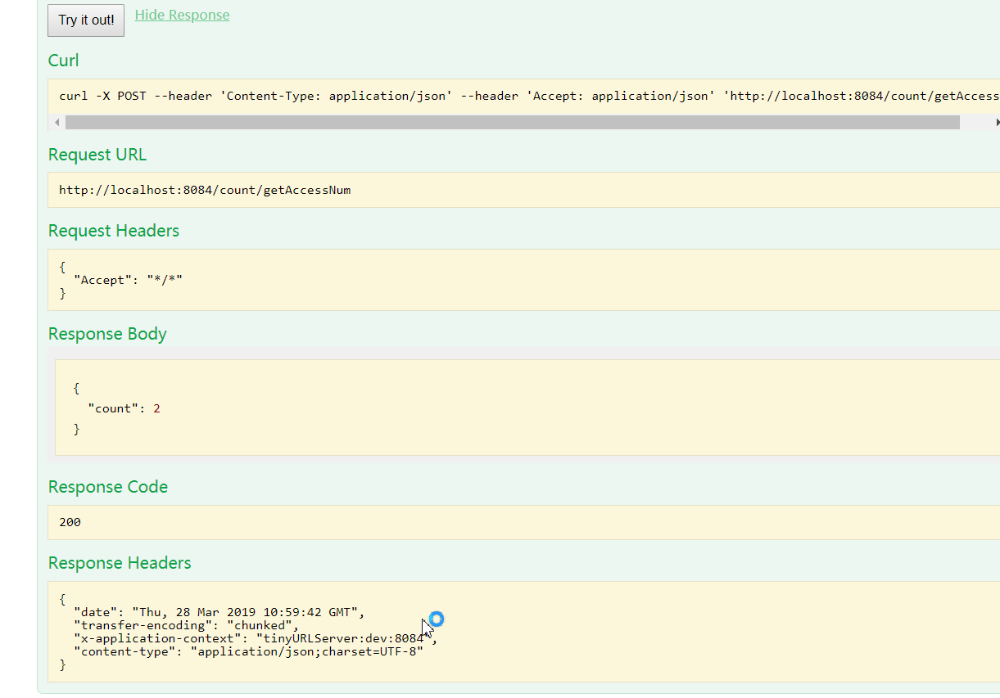 Try it out!
Hide Response
Curl
curl -X POST --header 'Content-Type: application/json' --header 'Accept: application/json' 'http://localhost:8084/count/getAccess
Request URL
http://localhost:8084/count/getAccessNum
Request Headers
{
  "Accept": "*/*"
}
Response Body
{
  "count": 2
}
Response Code
200
Response Headers
{
  "date": "Thu, 28 Mar 2019 10:59:42 GMT",
  "transfer-encoding": "chunked",
  "x-application-context": "tinyURLServer:dev:8084",
  "content-type": "application/json;charset=UTF-8"
}